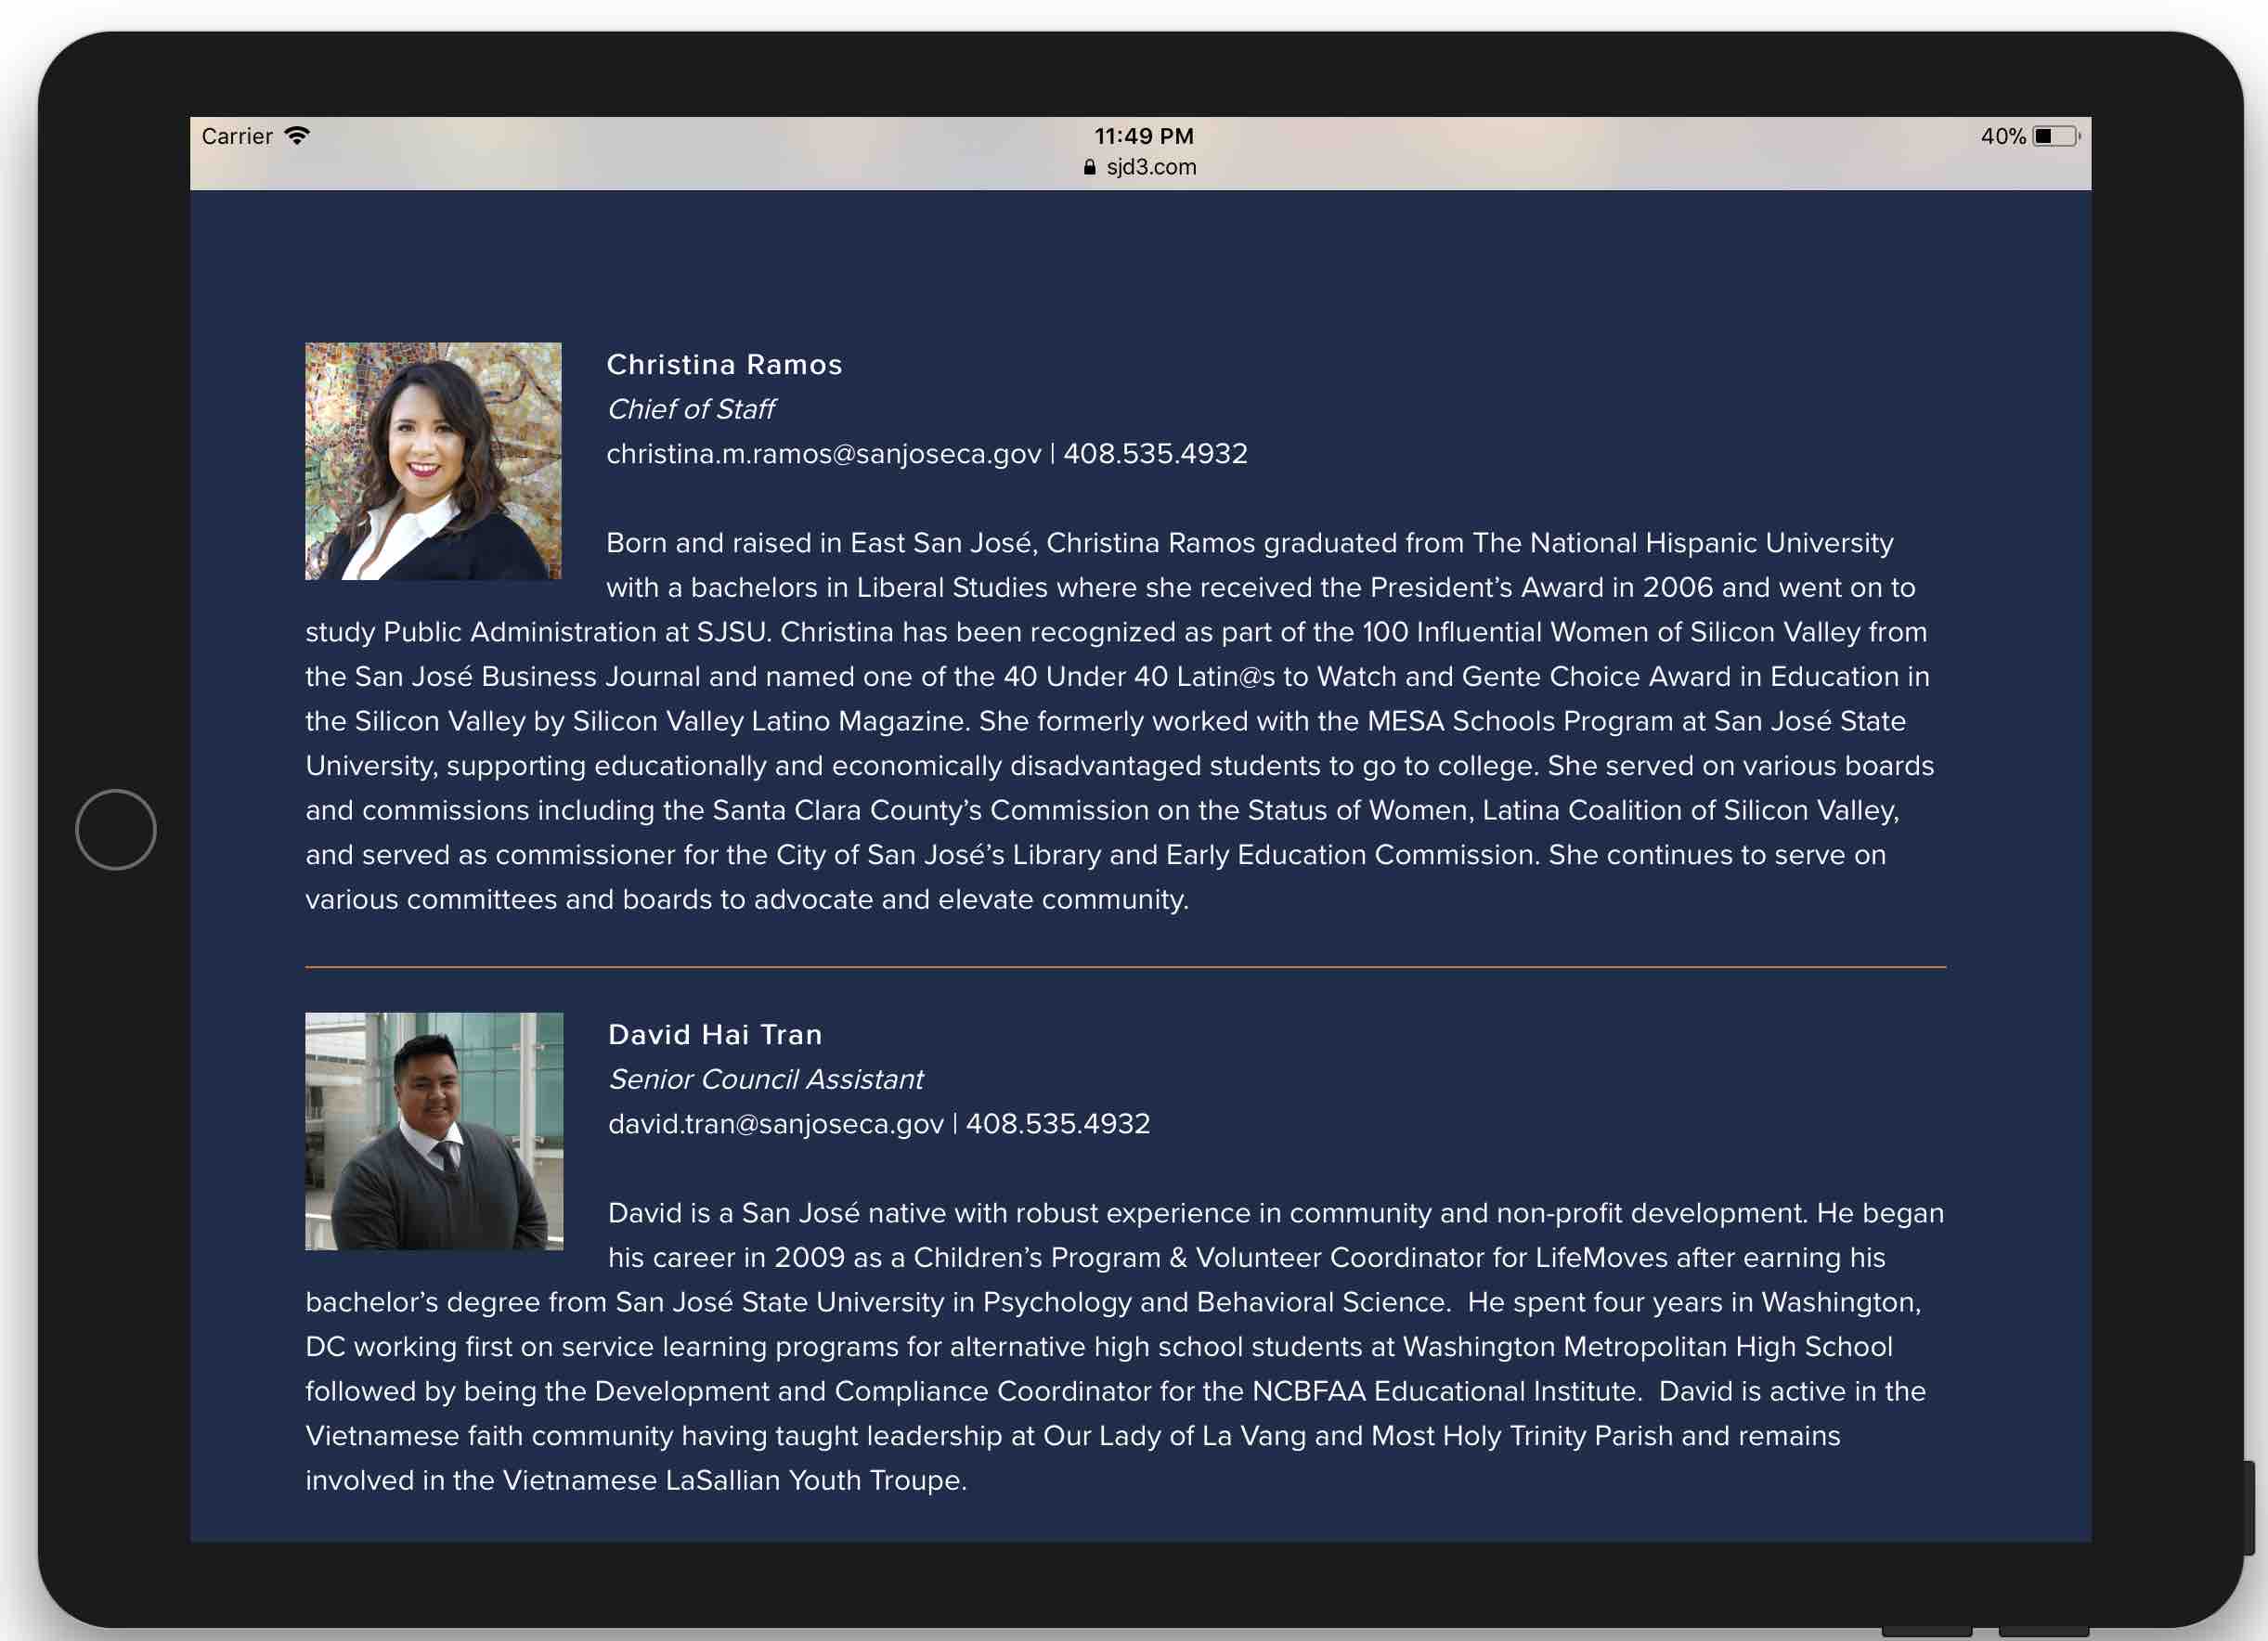 Carrier 11:49 PM 40%
sjd3.com
Christina Ramos
Chief of Staff
christina.m.ramos@sanjoseca.gov | 408.535.4932
Born and raised in East San José, Christina Ramos graduated from The National Hispanic University
with a bachelors in Liberal Studies where she received the President’s Award in 2006 and went on to
study Public Administration at SJSU. Christina has been recognized as part of the 100 Influential Women of Silicon Valley from
the San José Business Journal and named one of the 40 Under 40 Latin@s to Watch and Gente Choice Award in Education in
the Silicon Valley by Silicon Valley Latino Magazine. She formerly worked with the MESA Schools Program at San José State
University, supporting educationally and economically disadvantaged students to go to college. She served on various boards
and commissions including the Santa Clara County’s Commission on the Status of Women, Latina Coalition of Silicon Valley,
and served as commissioner for the City of San José’s Library and Early Education Commission. She continues to serve on
various committees and boards to advocate and elevate community.
David Hai Tran
Senior Council Assistant
david.tran@sanjoseca.gov | 408.535.4932
David is a San José native with robust experience in community and non-profit development. He began
his career in 2009 as a Children’s Program & Volunteer Coordinator for LifeMoves after earning his
bachelor’s degree from San José State University in Psychology and Behavioral Science.  He spent four years in Washington,
DC working first on service learning programs for alternative high school students at Washington Metropolitan High School
followed by being the Development and Compliance Coordinator for the NCBFAA Educational Institute.  David is active in the
Vietnamese faith community having taught leadership at Our Lady of La Vang and Most Holy Trinity Parish and remains
involved in the Vietnamese LaSallian Youth Troupe.